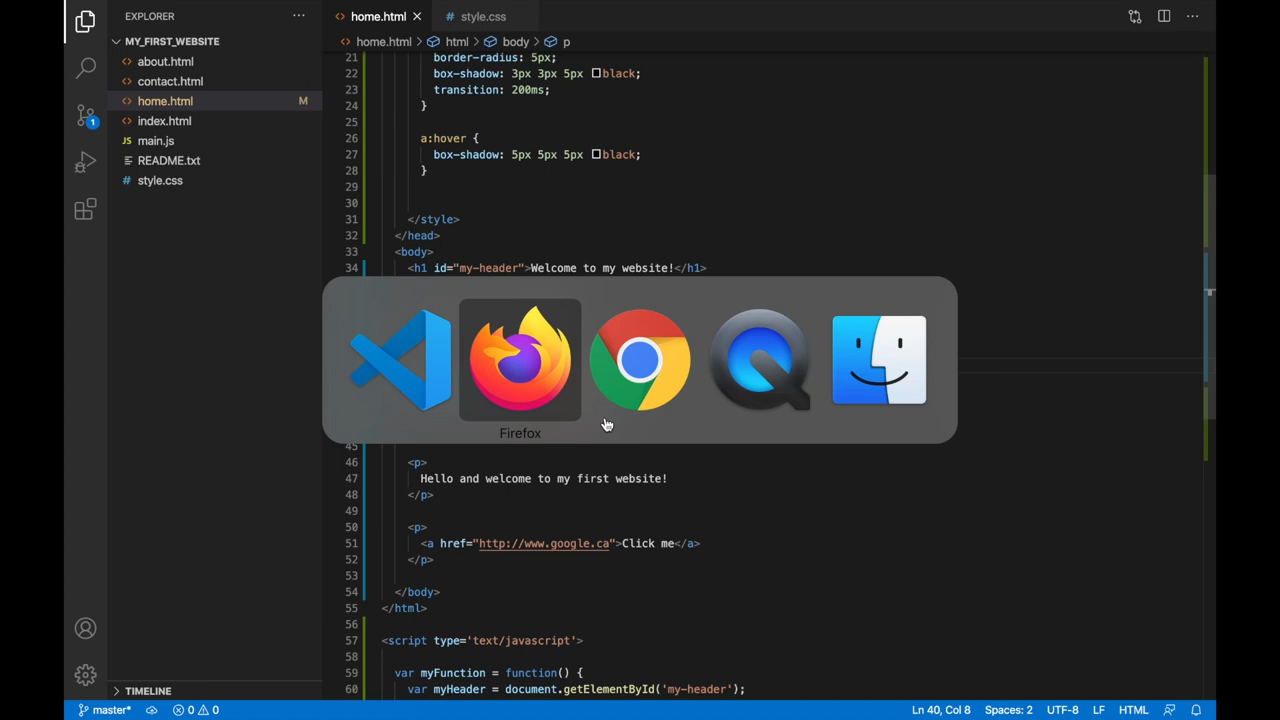 EXPLORER
MY_FIRST_WEBSITE
about.html
contact.html
home.html
M
index.html
JS main.js
README.txt
# style.css
TIMELINE
1
home.html
# style.css
home.html > html > body > p
21 border-radius: 5px;
22 box-shadow: 3px 3px 5px black;
23 transition: 200ms;
24 }
25
26 a:hover {
27 box-shadow: 5px 5px 5px black;
28 }
29
30
31 </style>
32 </head>
33 <body>
34 <h1 id="my-header">Welcome to my website!</h1>
Firefox
45
46 <p>
47 Hello and welcome to my first website!
48 </p>
49
50 <p>
51 <a href="http://www.google.ca">Click me</a>
52 </p>
53
54 </body>
55 </html>
56
57 <script type='text/javascript'>
58
59 var myFunction = function() {
60 var myHeader = document.getElementById('my-header');
master* 0 0
Ln 40, Col 8
Spaces: 2
UTF-8
LF
HTML